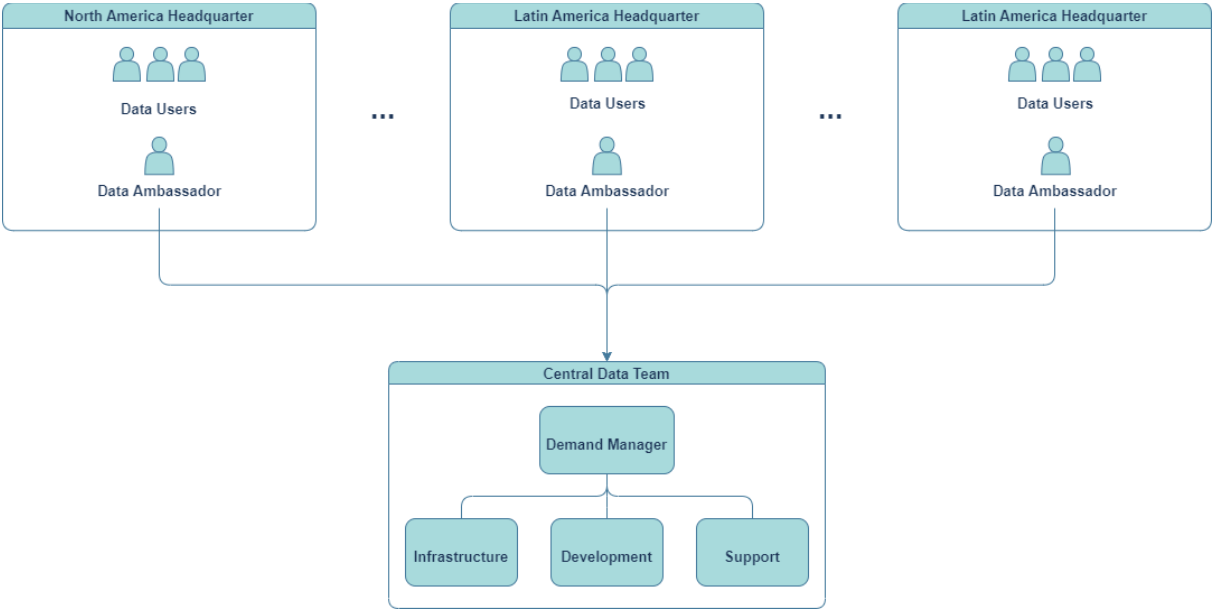 North America Headquarter
Latin America Headquarter
Latin America Headquarter
Data Users
Data Users
Data Users
...
...
Data Ambassador
Data Ambassador
Data Ambassador
Central Data Team
Demand Manager
Infrastructure
Development
Support